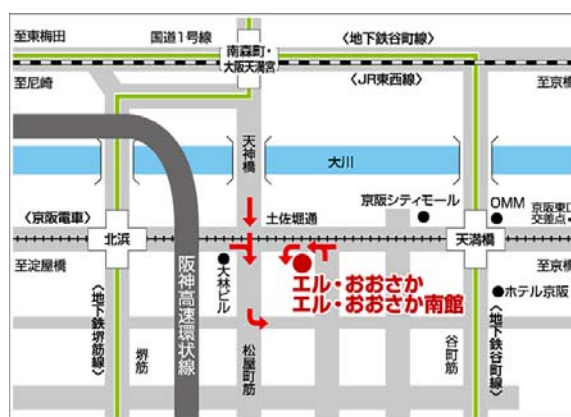 至東梅田
国道1号線
南森町・
大阪天満宮
〈地下鉄谷町線〉
至尼崎
〈JR東西線〉
至京橋
天神橋
大川
〈京阪電車〉
土佐堀通
京阪シティモール
OMM
京阪東口
交差点・
北浜
天満橋
至淀屋橋
大林ビル
エル・おおさか
エル・おおさか南館
至京橋
ホテル京阪
阪神高速環状線
〈地下鉄堺筋線〉
堺筋
松屋町筋
谷町筋
〈地下鉄谷町線〉